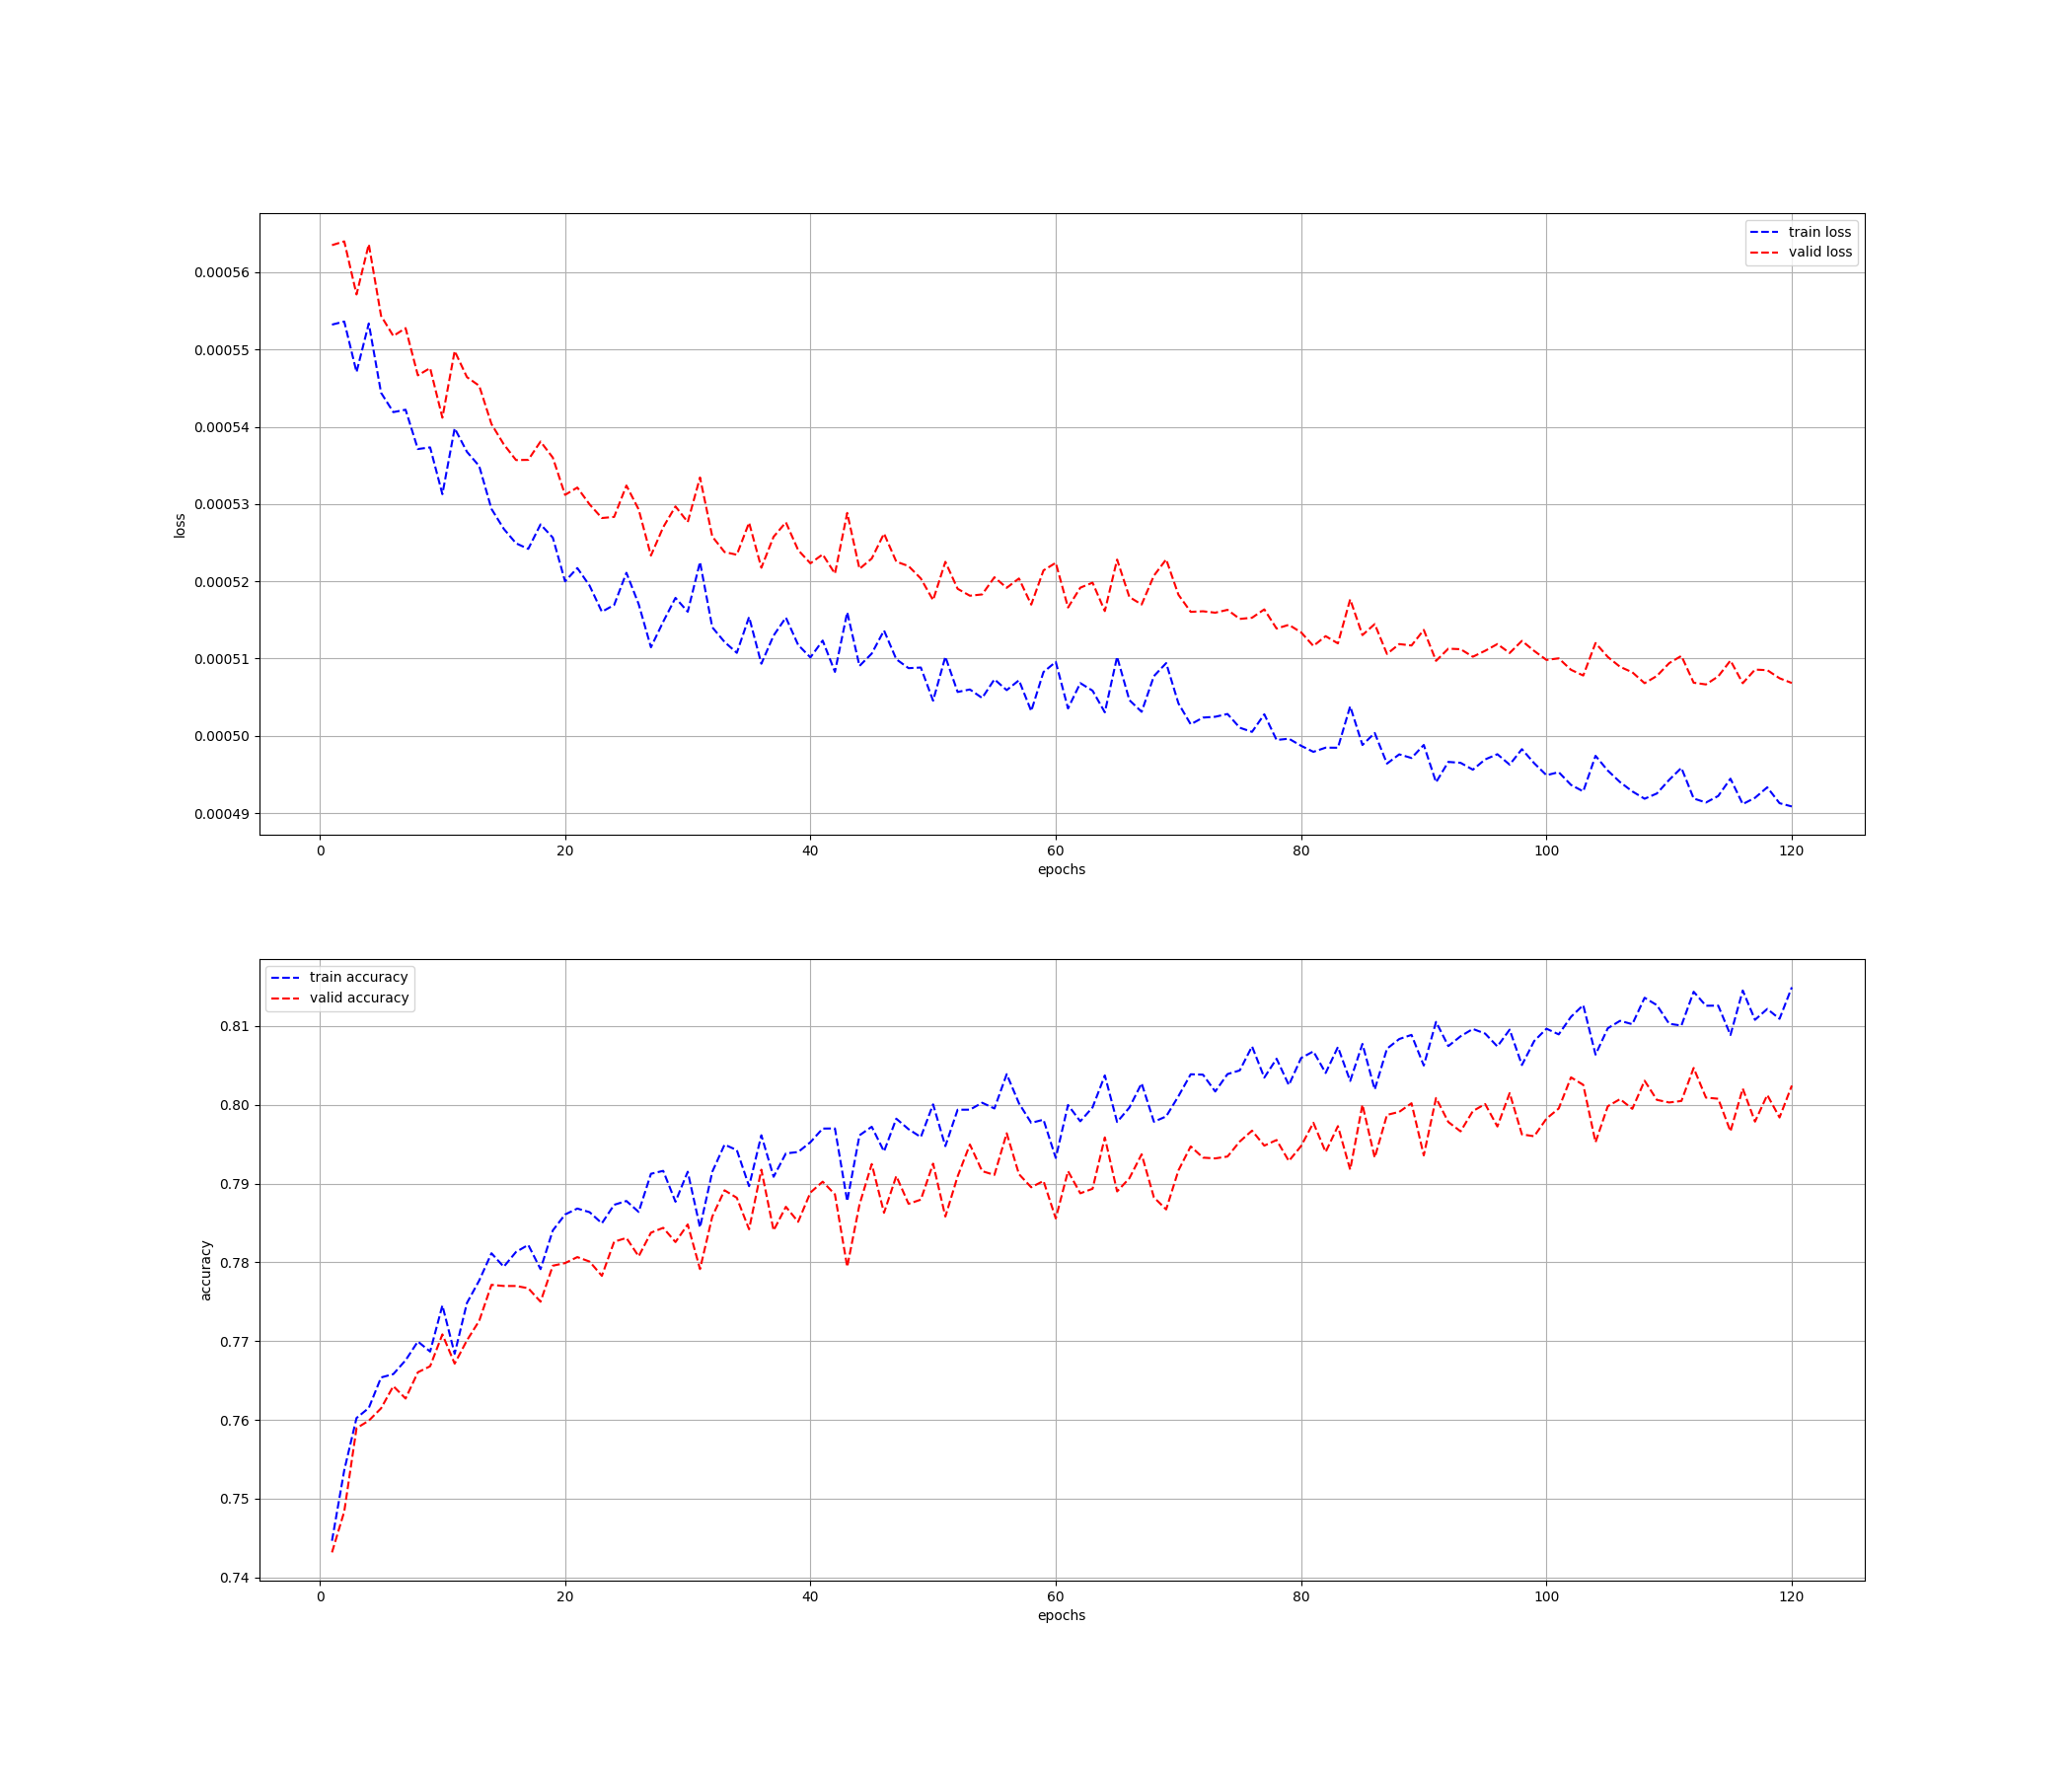 train loss
valid loss
0.00056
0.00055
0.00054
0.00053
0.00052
0.00051
0.00050
0.00049
loss
0 20 40 60 80 100 120
epochs
train accuracy
valid accuracy
0.81
0.80
0.79
0.78
0.77
0.76
0.75
0.74
accuracy
0 20 40 60 80 100 120
epochs